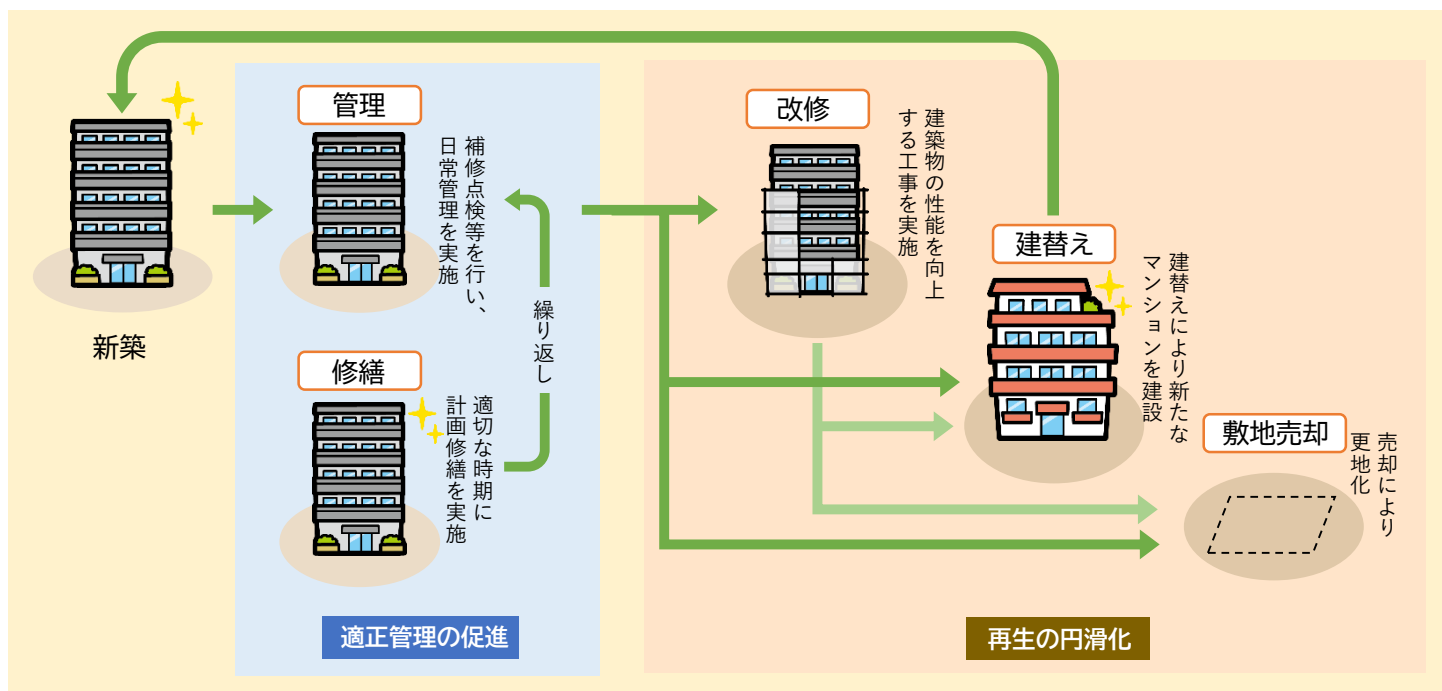 新築
管理
補修点検等を行い、
日常管理を実施
修繕
適切な時期に
計画修繕を実施
繰り返し
適正管理の促進
改修
建築物の性能を向上
する工事を実施
建替え
建替えにより新たな
マンションを建設
敷地売却
売却により
更地化
再生の円滑化